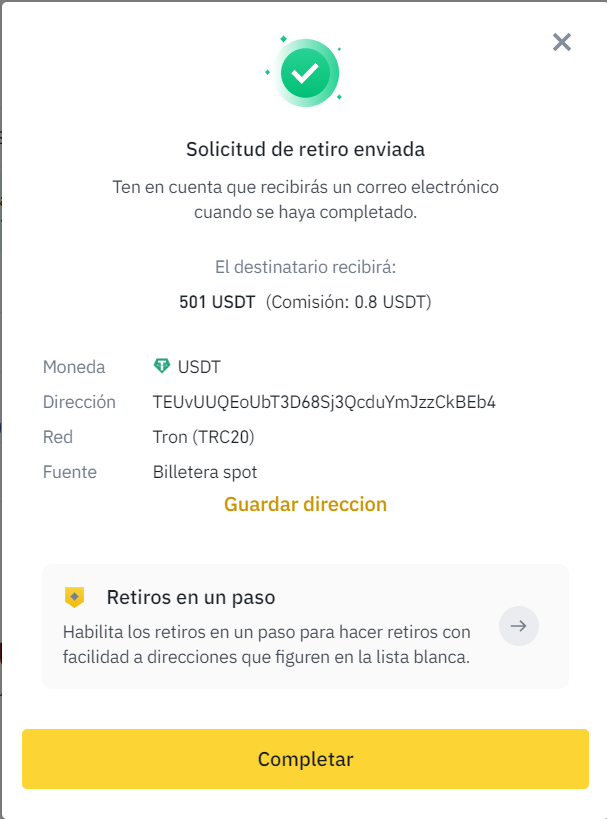 Solicitud de retiro enviada
Ten en cuenta que recibirás un correo electrónico
cuando se haya completado.
El destinatario recibirá:
501 USDT (Comisión: 0.8 USDT)
Moneda USDT
Dirección TEUvUUQEoUbT3D68Sj3QcduYmJzzCkBEb4
Red Tron (TRC20)
Fuente Billetera spot
Guardar direccion
Retiros en un paso
Habilita los retiros en un paso para hacer retiros con
facilidad a direcciones que figuren en la lista blanca.
Completar